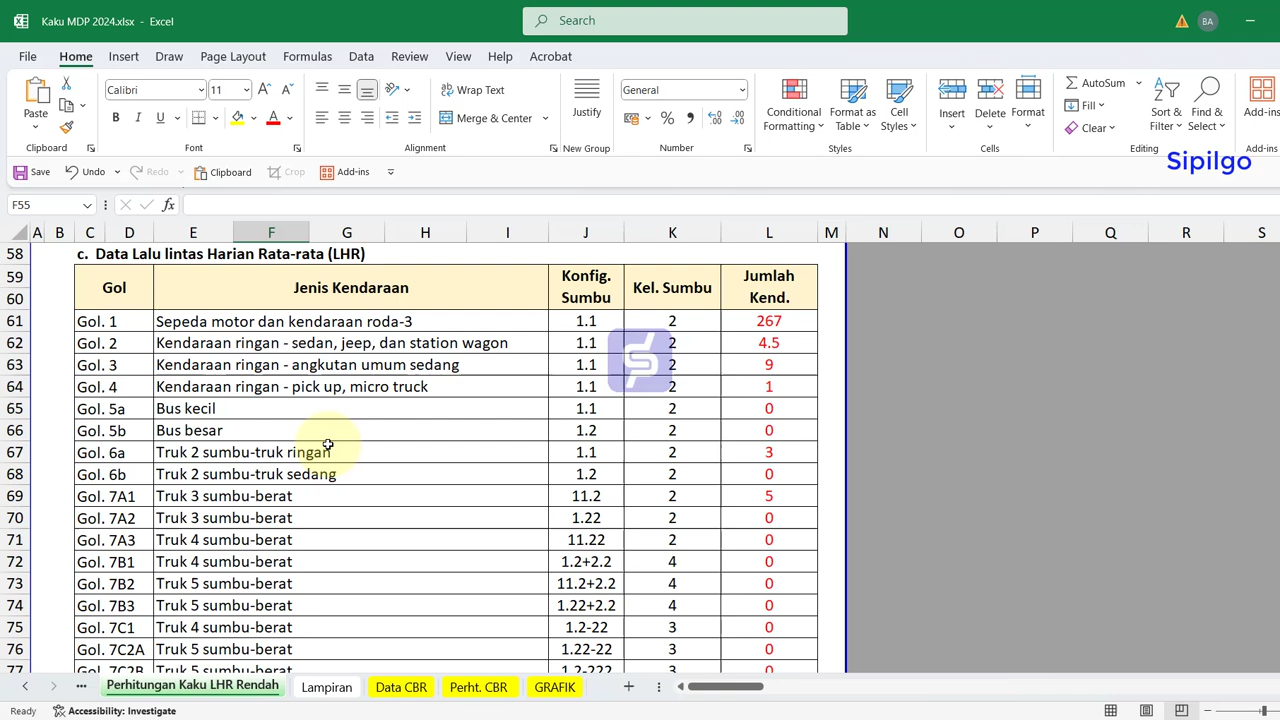 Kaku MDP 2024.xlsx - Excel
Search
BA
File Home Insert Draw Page Layout Formulas Data Review View Help Acrobat
Paste
Clipboard
Calibri 11
B I U
Font
Wrap Text
Merge & Center
Alignment
Justify
New Group
General
Number
Conditional Formatting
Format as Table
Cell Styles
Styles
Insert
Delete
Format
Cells
AutoSum
Fill
Clear
Sort & Filter
Find & Select
Editing
Add-ins
Add-ins
Save Undo Redo Clipboard Crop Add-ins
Sipilgo
F55 fx
A B C D E F G H I J K L M N O P Q R S
58 c. Data Lalu lintas Harian Rata-rata (LHR)
59 Gol Jenis Kendaraan Konfig. Sumbu Kel. Sumbu Jumlah Kend.
60
61 Gol. 1 Sepeda motor dan kendaraan roda-3 1.1 2 267
62 Gol. 2 Kendaraan ringan - sedan, jeep, dan station wagon 1.1 2 4.5
63 Gol. 3 Kendaraan ringan - angkutan umum sedang 1.1 2 9
64 Gol. 4 Kendaraan ringan - pick up, micro truck 1.1 2 1
65 Gol. 5a Bus kecil 1.1 2 0
66 Gol. 5b Bus besar 1.2 2 0
67 Gol. 6a Truk 2 sumbu-truk ringan 1.1 2 3
68 Gol. 6b Truk 2 sumbu-truk sedang 1.2 2 0
69 Gol. 7A1 Truk 3 sumbu-berat 11.2 2 5
70 Gol. 7A2 Truk 3 sumbu-berat 1.22 2 0
71 Gol. 7A3 Truk 4 sumbu-berat 11.22 2 0
72 Gol. 7B1 Truk 4 sumbu-berat 1.2+2.2 4 0
73 Gol. 7B2 Truk 5 sumbu-berat 11.2+2.2 4 0
74 Gol. 7B3 Truk 5 sumbu-berat 1.22+2.2 4 0
75 Gol. 7C1 Truk 4 sumbu-berat 1.2-22 3 0
76 Gol. 7C2A Truk 5 sumbu-berat 1.22-22 3 0
77 Gol. 7C2B Truk 5 sumbu-berat 1.2-222 3 0
Perhitungan Kaku LHR Rendah Lampiran Data CBR Perht. CBR GRAFIK
Ready Accessibility: Investigate